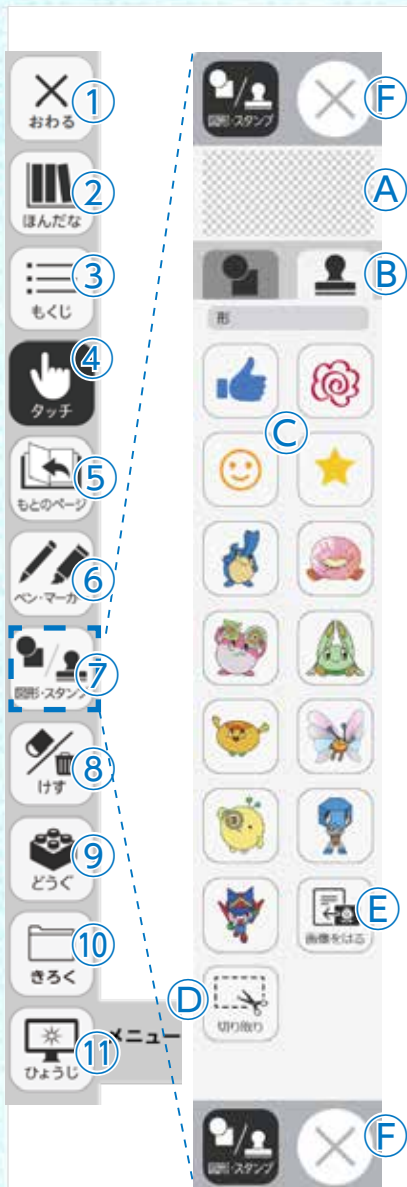 ①
おわる
②
ほんだな
③
もくじ
④
タッチ
⑤
もとのページ
⑥
ペン・マーカー
⑦
図形・スタンプ
⑧
けす
⑨
どうぐ
⑩
きろく
⑪
ひょうじ
メニュー
図形・スタンプ
Ⓕ
Ⓐ
Ⓑ
形
Ⓒ
Ⓔ
画像をはる
Ⓓ
切り取り
図形・スタンプ
Ⓕ